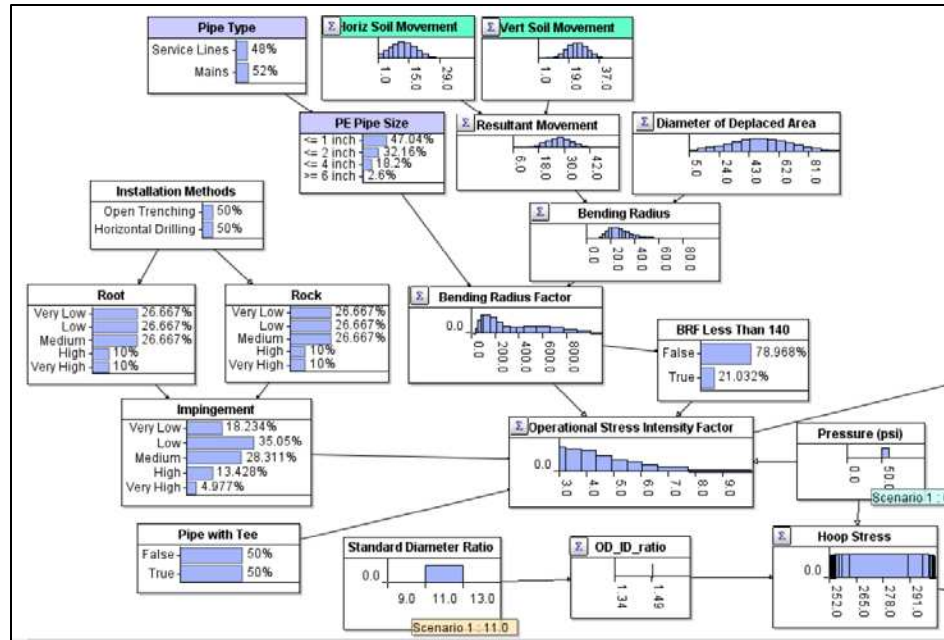 Pipe Type
Service Lines 48%
Mains 52%
Σ Horiz Soil Movement
1.0 15.0 29.0
Σ Vert Soil Movement
1.0 19.0 37.0
PE Pipe Size
<= 1 inch 47.04%
<= 2 inch 32.16%
<= 4 inch 18.2%
>= 6 inch 2.6%
Σ Resultant Movement
6.0 18.0 30.0 42.0
Σ Diameter of Deplaced Area
5.0 24.0 43.0 62.0 81.0
Installation Methods
Open Trenching 50%
Horizontal Drilling 50%
Σ Bending Radius
20.0 40.0 60.0 80.0
Root
Very Low 26.667%
Low 26.667%
Medium 26.667%
High 10%
Very High 10%
Rock
Very Low 26.667%
Low 26.667%
Medium 26.667%
High 10%
Very High 10%
Σ Bending Radius Factor
0.0
0.0 200.0 400.0 600.0 800.0
BRF Less Than 140
False 78.968%
True 21.032%
Impingement
Very Low 18.234%
Low 35.05%
Medium 28.311%
High 13.428%
Very High 4.977%
Σ Operational Stress Intensity Factor
0.0
3.0 4.0 5.0 6.0 7.0 8.0 9.0
Pressure (psi)
0.0 50.0
Scenario 1 :
Pipe with Tee
False 50%
True 50%
Standard Diameter Ratio
0.0
9.0 11.0 13.0
Scenario 1 : 11.0
Σ OD_ID_ratio
1.34 1.49
Σ Hoop Stress
0.0
252.0 265.0 278.0 291.0